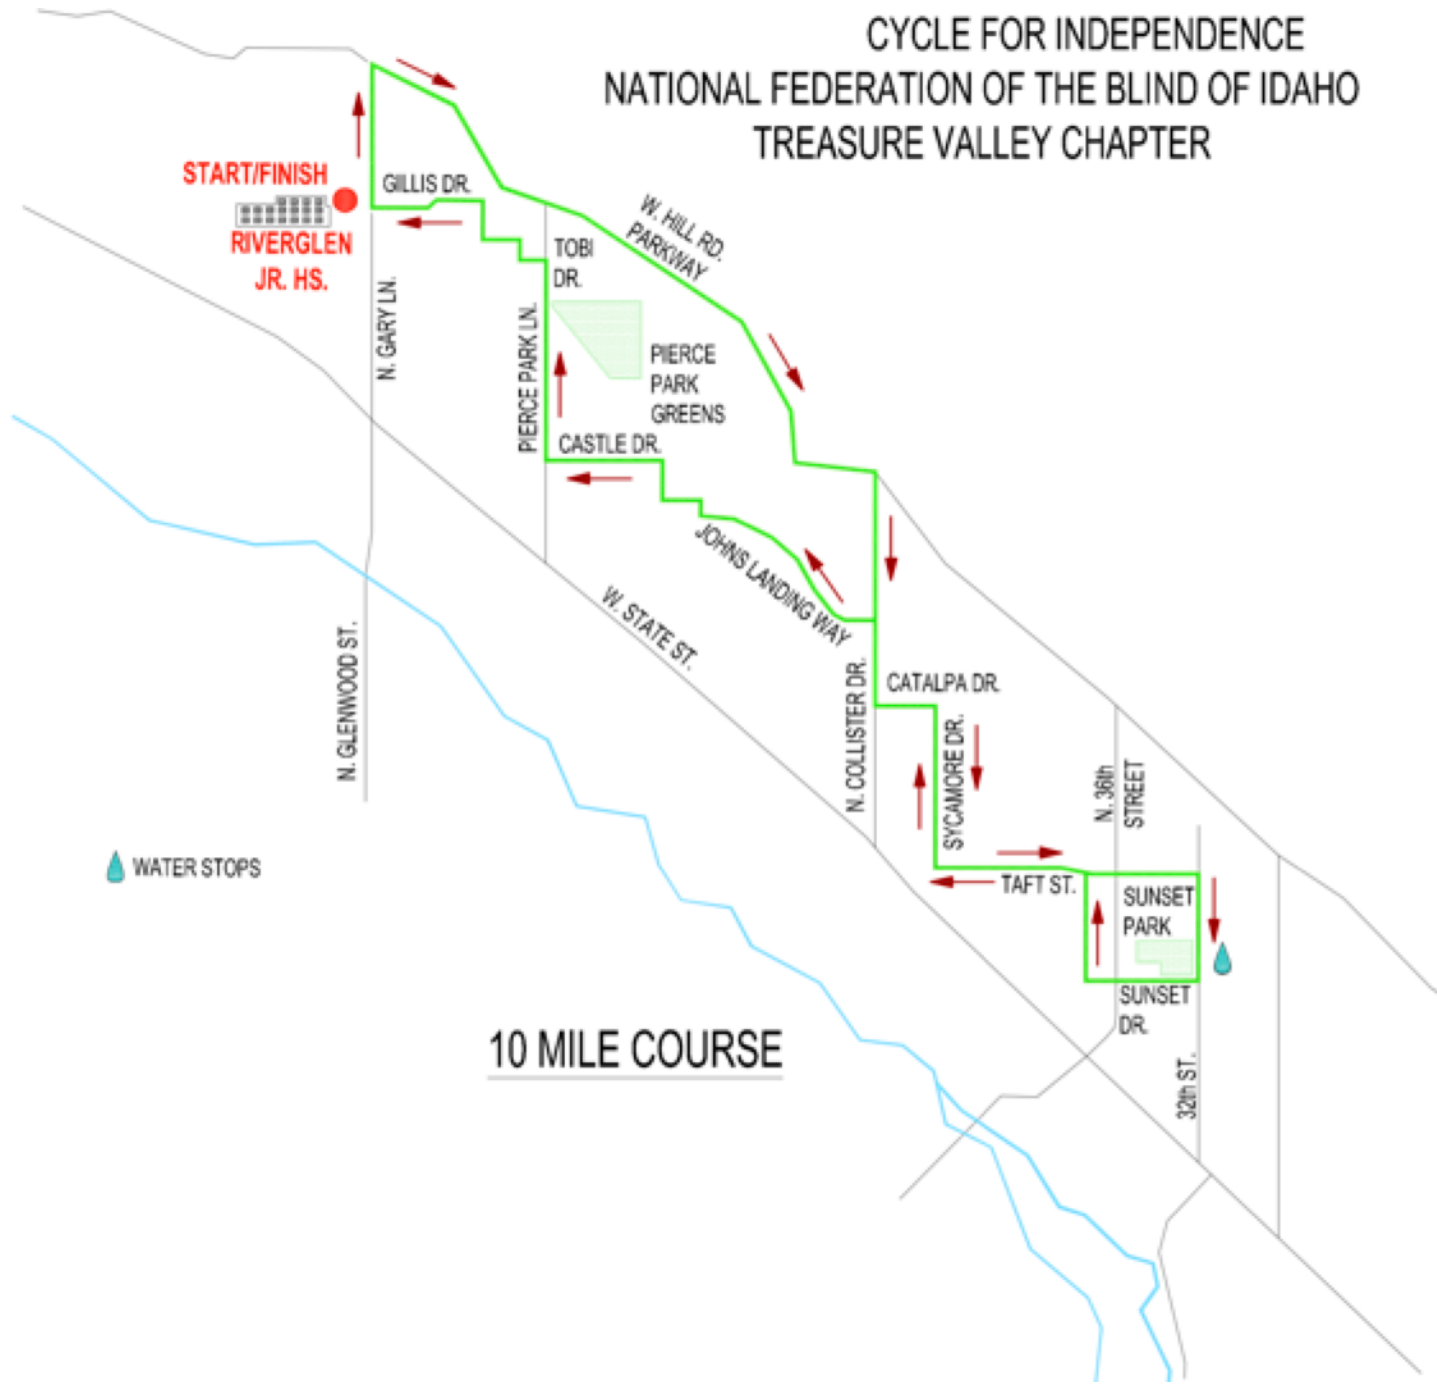 CYCLE FOR INDEPENDENCE
NATIONAL FEDERATION OF THE BLIND OF IDAHO
TREASURE VALLEY CHAPTER
START/FINISH
RIVERGLEN
JR. HS.
GILLIS DR.
W. HILL RD.
PARKWAY
TOBI
DR.
N. GARY LN.
PIERCE PARK LN.
PIERCE
PARK
GREENS
CASTLE DR.
JOHNS LANDING WAY
W. STATE ST.
N. GLENWOOD ST.
N. COLLISTER DR.
CATALPA DR.
SYCAMORE DR.
N. 36th
STREET
WATER STOPS
TAFT ST.
SUNSET
PARK
SUNSET
DR.
32th ST.
10 MILE COURSE